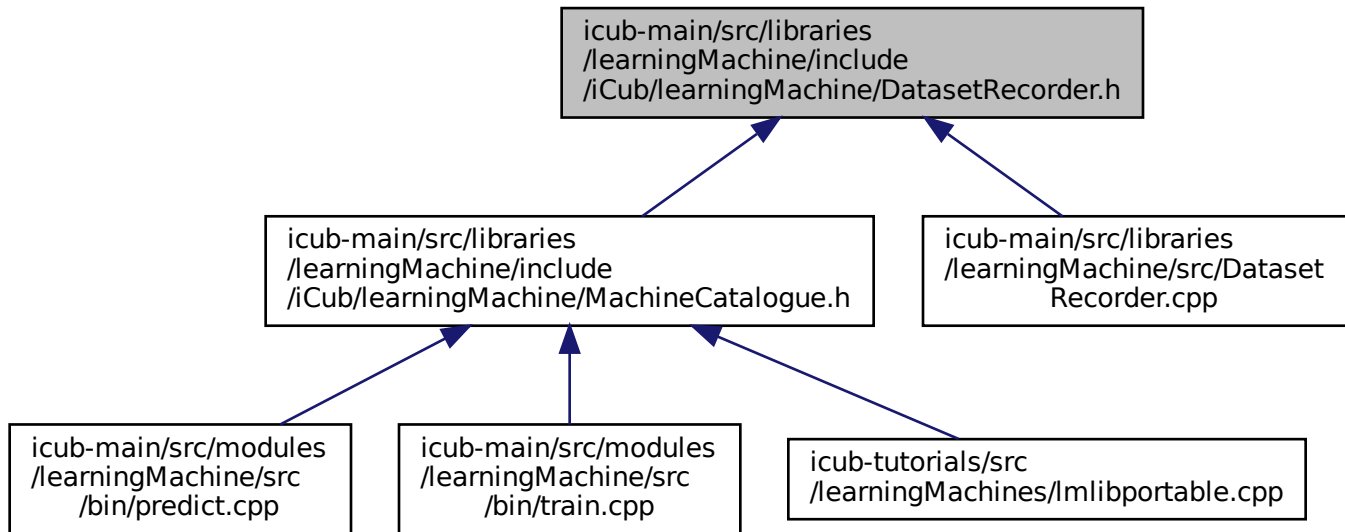 icub-main/src/libraries
/learningMachine/include
/iCub/learningMachine/DatasetRecorder.h
icub-main/src/libraries
/learningMachine/include
/iCub/learningMachine/MachineCatalogue.h
icub-main/src/libraries
/learningMachine/src/Dataset
Recorder.cpp
icub-main/src/modules
/learningMachine/src
/bin/predict.cpp
icub-main/src/modules
/learningMachine/src
/bin/train.cpp
icub-tutorials/src
/learningMachines/lmlibportable.cpp